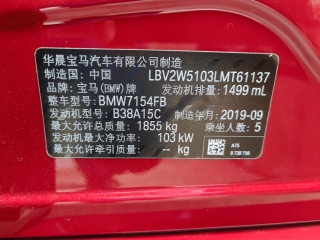 华晨宝马汽车有限公司制造
制造国：中国 LBV2W5103LMT61137
品牌：宝马(BMW)牌 发动机排量：1499 mL
整车型号：BMW7154FB
发动机型号：B38A15C 制造年月：2019-09
最大允许总质量：1855 kg 乘坐人数：5
发动机最大净功率：103 kW
最大允许牵引质量：-- kg
A75